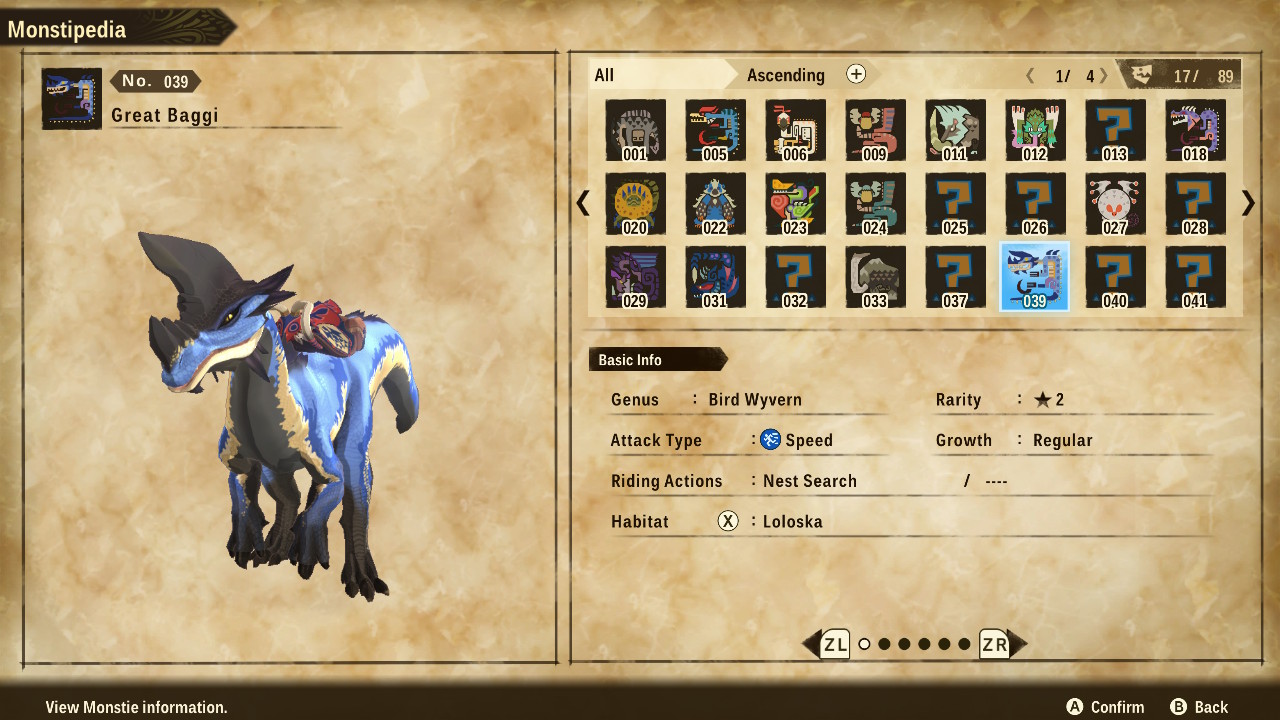 Monstipedia
No. 039
Great Baggi
All
Ascending
1/ 4
17/ 89
001 005 006 009 011 012 013 018
020 022 023 024 025 026 027 028
029 031 032 033 037 039 040 041
Basic Info
Genus : Bird Wyvern
Rarity : ★ 2
Attack Type : Speed
Growth : Regular
Riding Actions : Nest Search / ----
Habitat X : Loloska
ZL ZR
View Monstie information.
A Confirm B Back